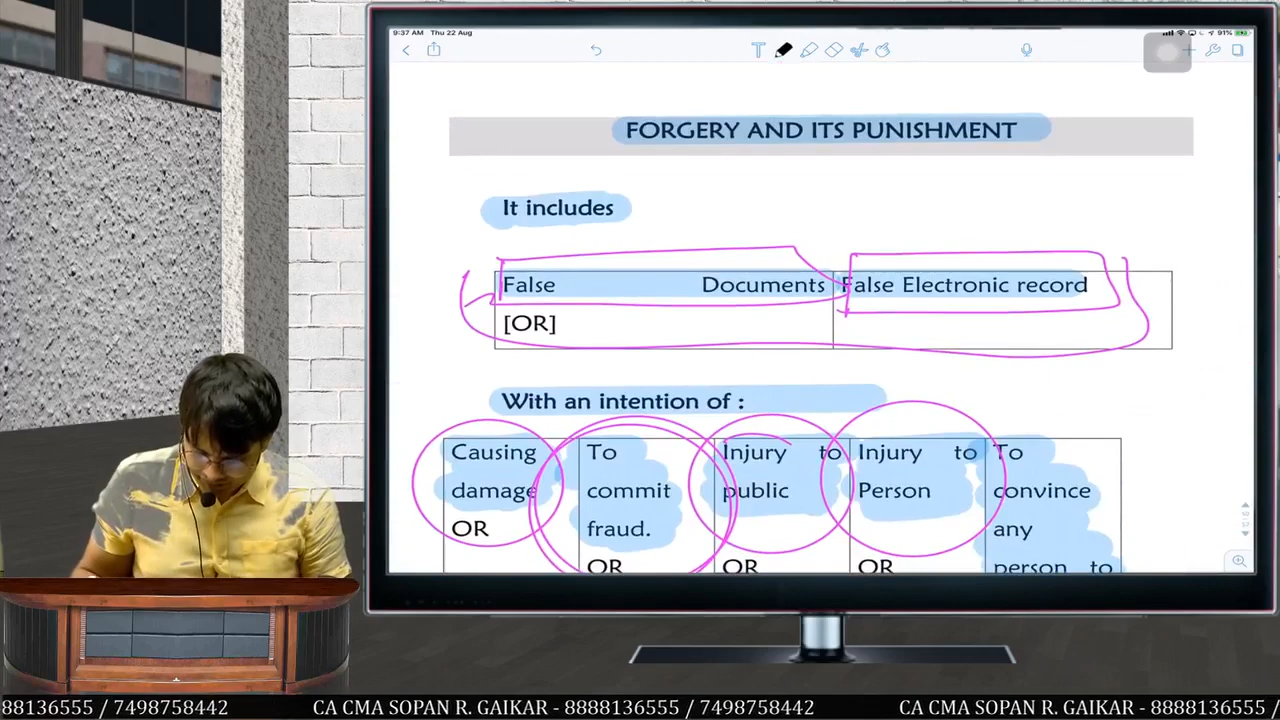 9:37 AM Thu 22 Aug
91%
T
FORGERY AND ITS PUNISHMENT
It includes
False Documents
[OR]
False Electronic record
With an intention of :
Causing
damage
OR
To
commit
fraud.
OR
Injury to
public
OR
Injury to
Person
OR
To
convince
any
person to
88136555 / 7498758442 CA CMA SOPAN R. GAIKAR - 8888136555 / 7498758442 CA CMA SOPAN R. GAIKAR - 8888136555 /